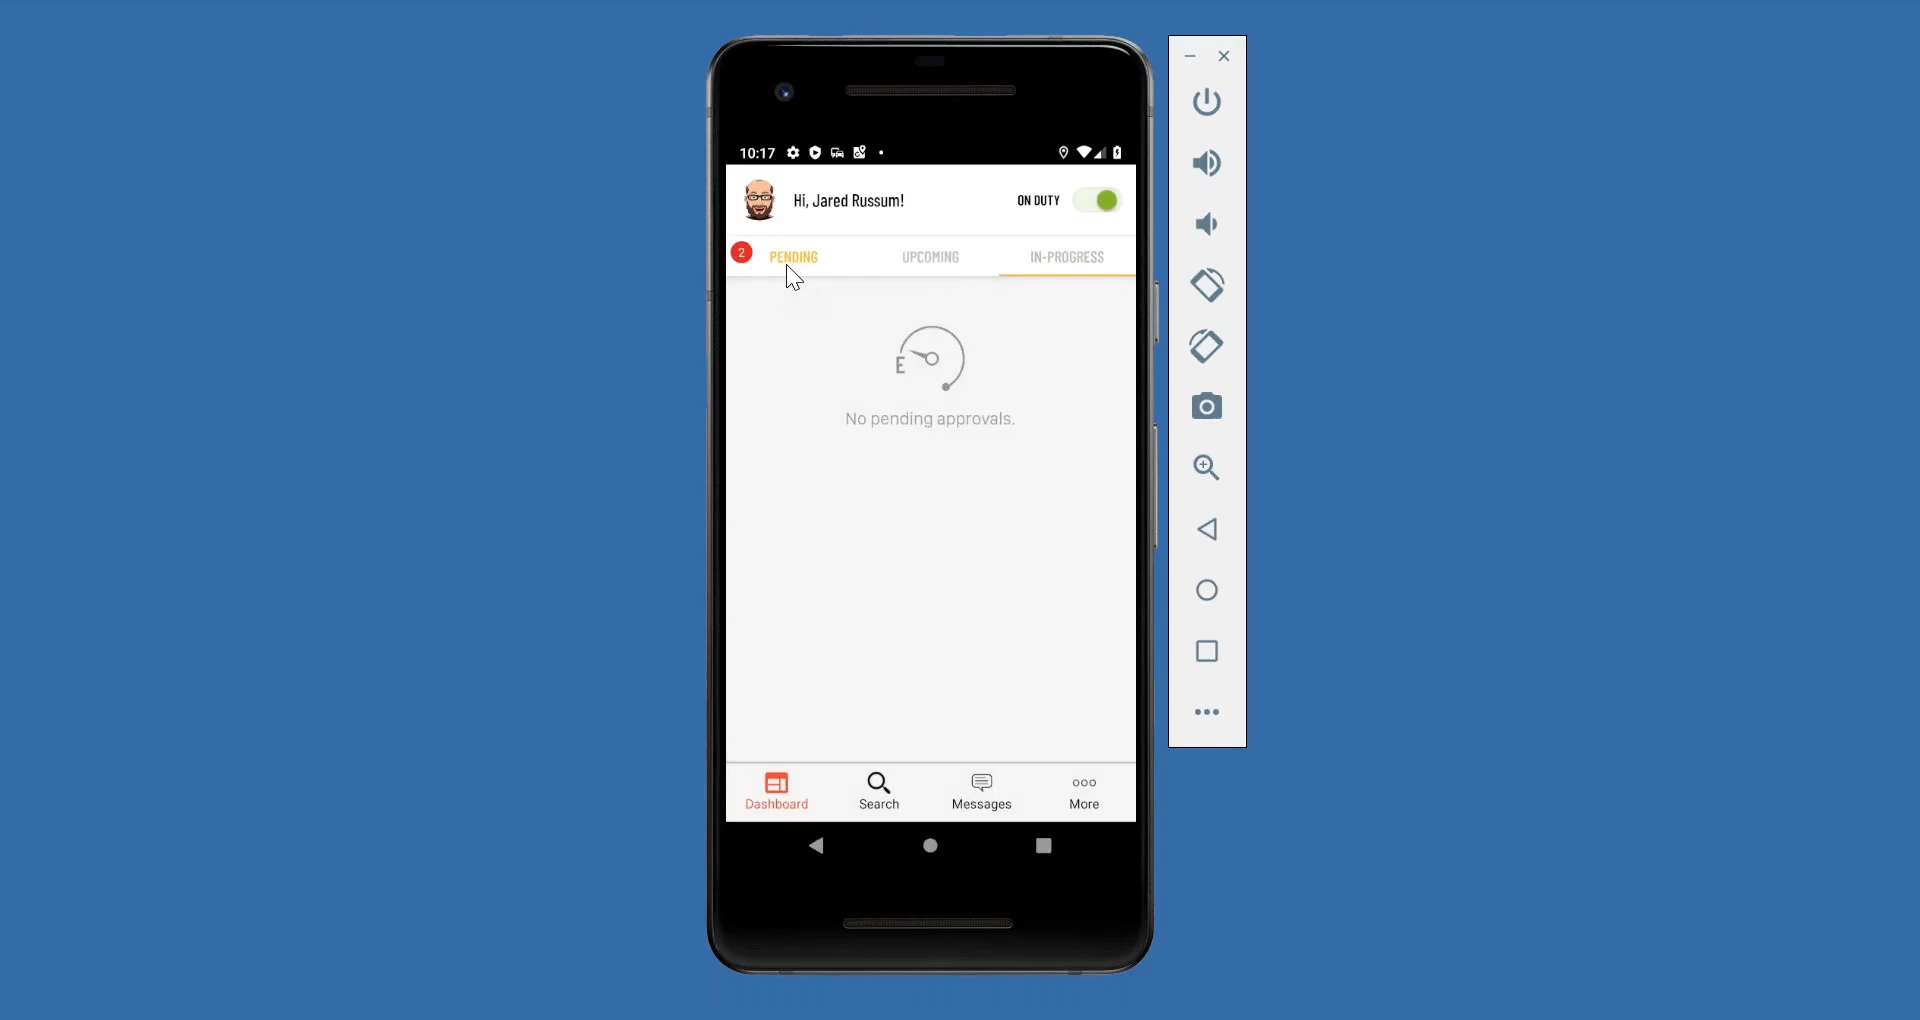 10:17
Hi, Jared Russum!
ON DUTY
2
PENDING
UPCOMING
IN-PROGRESS
E
No pending approvals.
Dashboard
Search
Messages
More